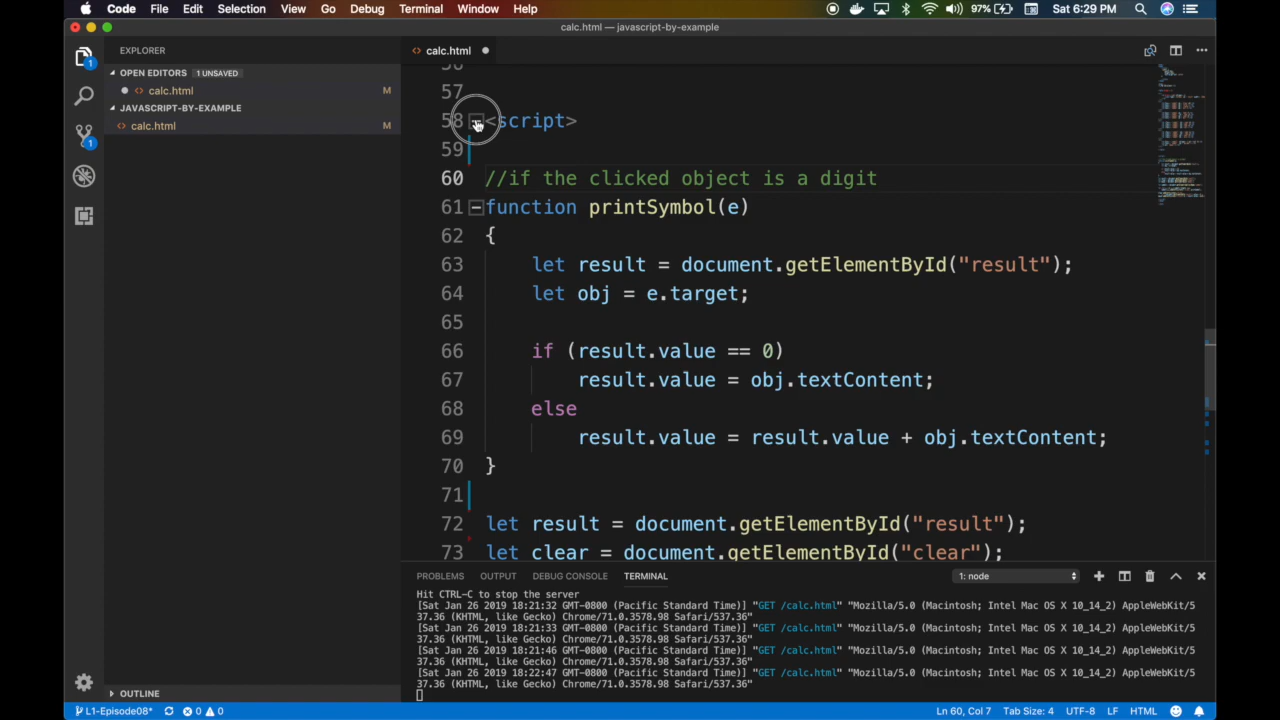 Code File Edit Selection View Go Debug Terminal Window Help 97% Sat 6:29 PM
calc.html — javascript-by-example
EXPLORER
OPEN EDITORS 1 UNSAVED
calc.html M
JAVASCRIPT-BY-EXAMPLE
calc.html M
OUTLINE
1
1
<> calc.html
56
57
58 <script>
59
60 //if the clicked object is a digit
61 function printSymbol(e)
62 {
63 let result = document.getElementById("result");
64 let obj = e.target;
65
66 if (result.value == 0)
67 result.value = obj.textContent;
68 else
69 result.value = result.value + obj.textContent;
70 }
71
72 let result = document.getElementById("result");
73 let clear = document.getElementById("clear");
PROBLEMS OUTPUT DEBUG CONSOLE TERMINAL 1: node
Hit CTRL-C to stop the server
[Sat Jan 26 2019 18:21:32 GMT-0800 (Pacific Standard Time)] "GET /calc.html" "Mozilla/5.0 (Macintosh; Intel Mac OS X 10_14_2) AppleWebKit/5
37.36 (KHTML, like Gecko) Chrome/71.0.3578.98 Safari/537.36"
[Sat Jan 26 2019 18:21:33 GMT-0800 (Pacific Standard Time)] "GET /calc.html" "Mozilla/5.0 (Macintosh; Intel Mac OS X 10_14_2) AppleWebKit/5
37.36 (KHTML, like Gecko) Chrome/71.0.3578.98 Safari/537.36"
[Sat Jan 26 2019 18:21:46 GMT-0800 (Pacific Standard Time)] "GET /calc.html" "Mozilla/5.0 (Macintosh; Intel Mac OS X 10_14_2) AppleWebKit/5
37.36 (KHTML, like Gecko) Chrome/71.0.3578.98 Safari/537.36"
[Sat Jan 26 2019 18:22:47 GMT-0800 (Pacific Standard Time)] "GET /calc.html" "Mozilla/5.0 (Macintosh; Intel Mac OS X 10_14_2) AppleWebKit/5
37.36 (KHTML, like Gecko) Chrome/71.0.3578.98 Safari/537.36"
L1-Episode08* 0 0 Ln 60, Col 7 Tab Size: 4 UTF-8 LF HTML